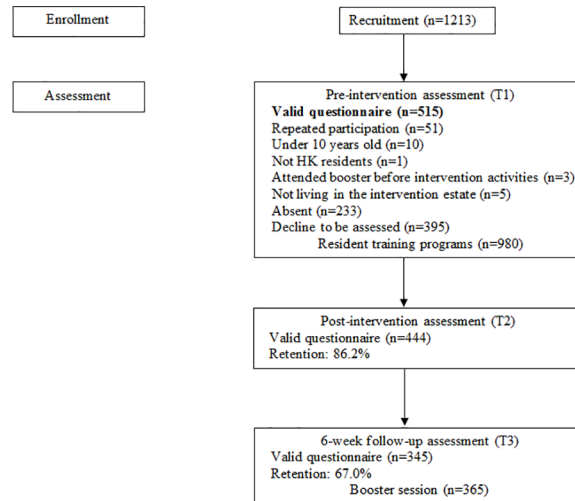 Enrollment
Recruitment (n=1213)
Assessment
Pre-intervention assessment (T1)
Valid questionnaire (n=515)
Repeated participation (n=51)
Under 10 years old (n=10)
Not HK residents (n=1)
Attended booster before intervention activities (n=3)
Not living in the intervention estate (n=5)
Absent (n=233)
Decline to be assessed (n=395)
Resident training programs (n=980)
Post-intervention assessment (T2)
Valid questionnaire (n=444)
Retention: 86.2%
6-week follow-up assessment (T3)
Valid questionnaire (n=345)
Retention: 67.0%
Booster session (n=365)